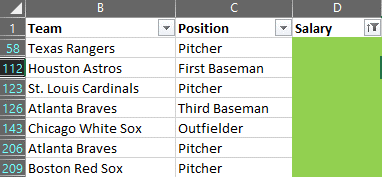 B C D
1 Team Position Salary
58 Texas Rangers Pitcher
112 Houston Astros First Baseman
123 St. Louis Cardinals Pitcher
126 Atlanta Braves Third Baseman
143 Chicago White Sox Outfielder
206 Atlanta Braves Pitcher
209 Boston Red Sox Pitcher